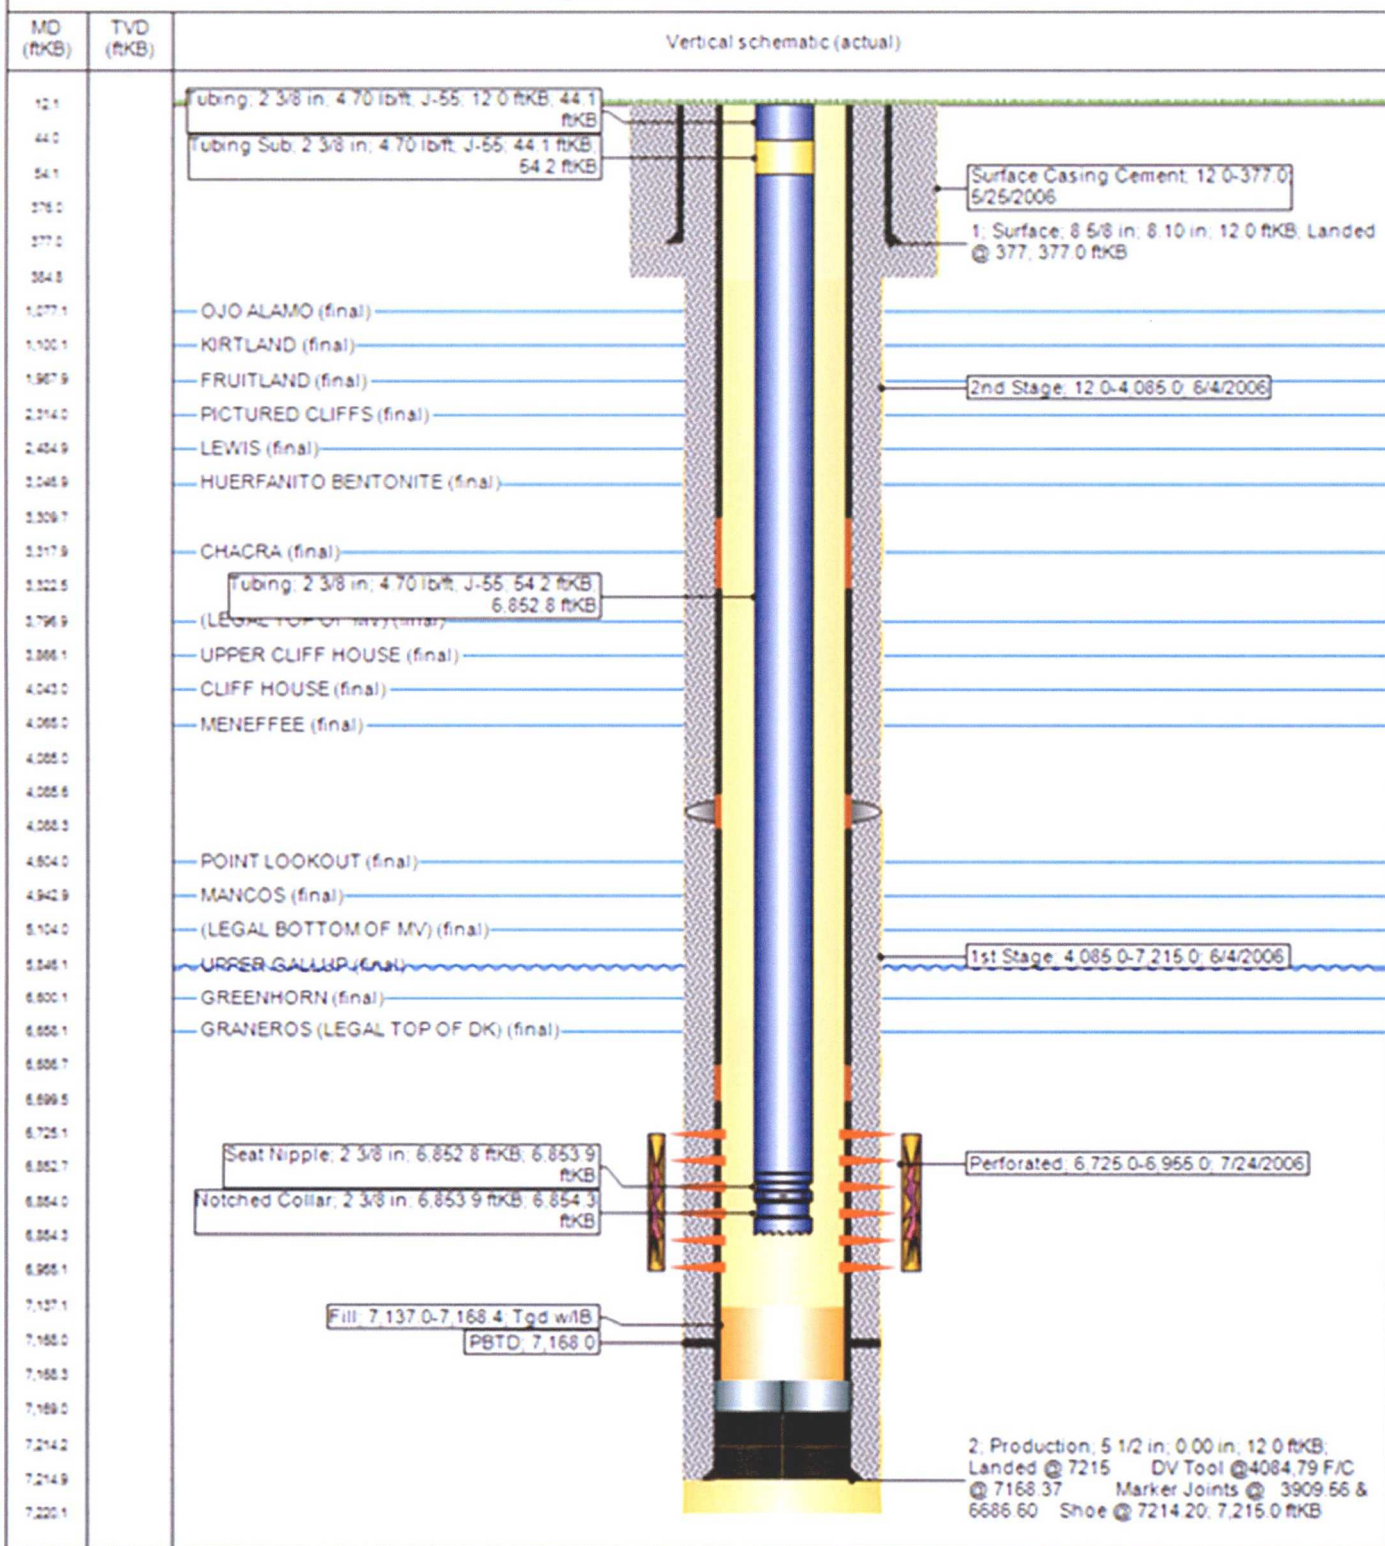 MD
(ftKB)
TVD
(ftKB)
Vertical schematic (actual)
12.1
44.0
54.1
376.0
377.0
384.8
1,077.1
1,100.1
1,967.9
2,314.0
2,484.9
3,046.9
3,309.7
3,317.9
3,322.5
3,796.9
3,866.1
4,043.0
4,065.0
4,085.0
4,085.6
4,088.3
4,604.0
4,942.9
5,104.0
5,846.1
6,600.1
6,658.1
6,686.7
6,699.5
6,725.1
6,852.7
6,854.0
6,854.3
6,955.1
7,137.1
7,168.0
7,168.3
7,169.0
7,214.2
7,214.9
7,220.1
Tubing; 2 3/8 in; 4.70 lb/ft; J-55; 12.0 ftKB; 44.1
ftKB
Tubing Sub; 2 3/8 in; 4.70 lb/ft; J-55; 44.1 ftKB;
54.2 ftKB
Surface Casing Cement; 12.0-377.0;
5/25/2006
1; Surface; 8 5/8 in; 8.10 in; 12.0 ftKB; Landed
@ 377; 377.0 ftKB
OJO ALAMO (final)
KIRTLAND (final)
FRUITLAND (final)
2nd Stage; 12.0-4,085.0; 6/4/2006
PICTURED CLIFFS (final)
LEWIS (final)
HUERFANITO BENTONITE (final)
CHACRA (final)
Tubing; 2 3/8 in; 4.70 lb/ft; J-55; 54.2 ftKB;
6,852.8 ftKB
(LEGAL TOP OF MV) (final)
UPPER CLIFF HOUSE (final)
CLIFF HOUSE (final)
MENEFFEE (final)
POINT LOOKOUT (final)
MANCOS (final)
(LEGAL BOTTOM OF MV) (final)
UPPER GALLUP (final)
1st Stage; 4,085.0-7,215.0; 6/4/2006
GREENHORN (final)
GRANEROS (LEGAL TOP OF DK) (final)
Seat Nipple; 2 3/8 in; 6,852.8 ftKB; 6,853.9
ftKB
Perforated; 6,725.0-6,955.0; 7/24/2006
Notched Collar; 2 3/8 in; 6,853.9 ftKB; 6,854.3
ftKB
Fill; 7,137.0-7,168.4; Tgd w/IB
PBTD; 7,168.0
2; Production; 5 1/2 in; 0.00 in; 12.0 ftKB;
Landed @ 7215 DV Tool @4084.79 F/C
@ 7168.37 Marker Joints @ 3909.56 &
6686.60 Shoe @ 7214.20; 7,215.0 ftKB